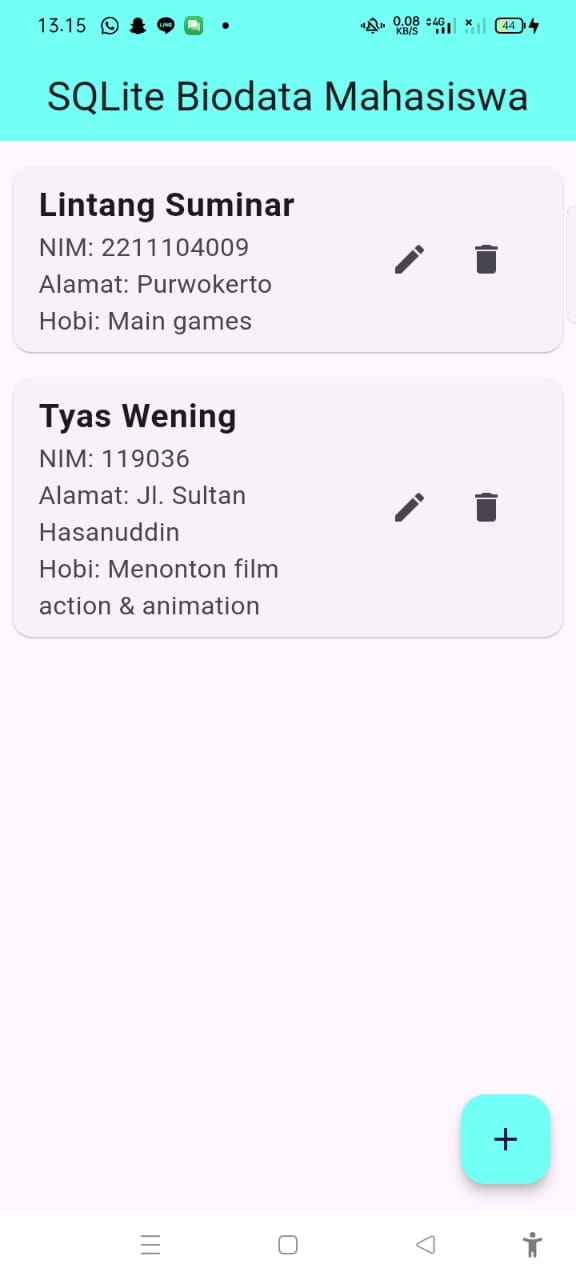 13.15
0.08
KB/S
4G
44
SQLite Biodata Mahasiswa
Lintang Suminar
NIM: 2211104009
Alamat: Purwokerto
Hobi: Main games
Tyas Wening
NIM: 119036
Alamat: Jl. Sultan
Hasanuddin
Hobi: Menonton film
action & animation
+